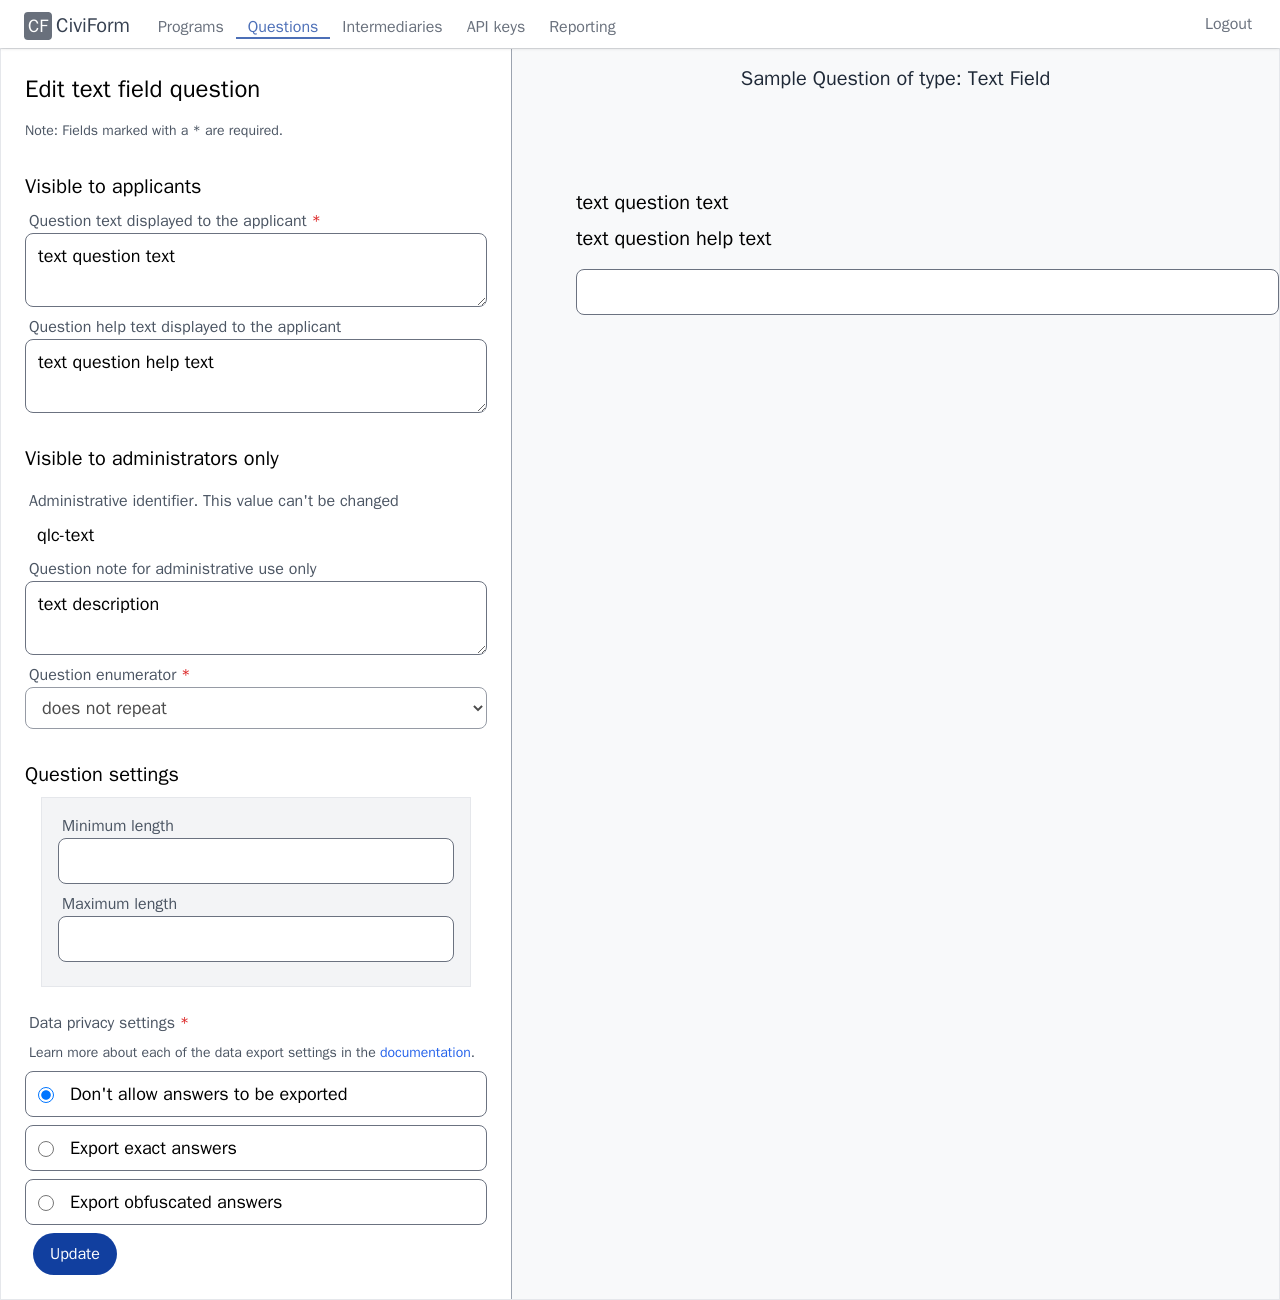 CF CiviForm Programs Questions Intermediaries API keys Reporting Logout
Edit text field question
Note: Fields marked with a * are required.
Visible to applicants
Question text displayed to the applicant *
text question text
Question help text displayed to the applicant
text question help text
Visible to administrators only
Administrative identifier. This value can't be changed
qlc-text
Question note for administrative use only
text description
Question enumerator *
does not repeat
Question settings
Minimum length
Maximum length
Data privacy settings *
Learn more about each of the data export settings in the documentation.
Don't allow answers to be exported
Export exact answers
Export obfuscated answers
Update
Sample Question of type: Text Field
text question text
text question help text